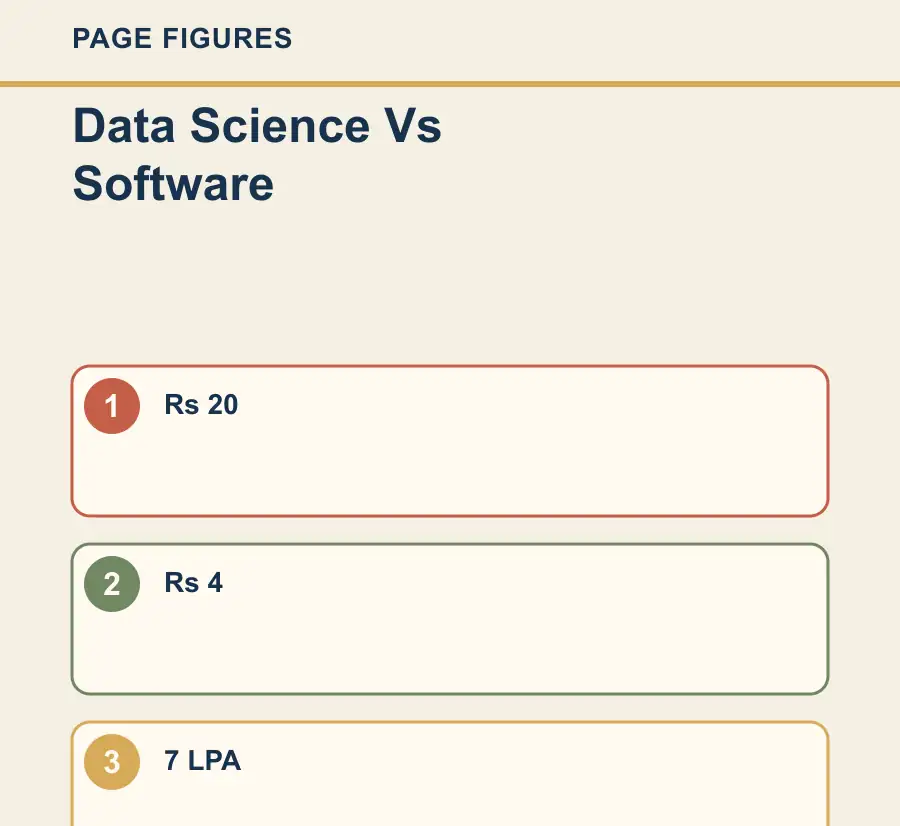 PAGE FIGURES
Data Science Vs
Software
1 Rs 20
2 Rs 4
3 7 LPA